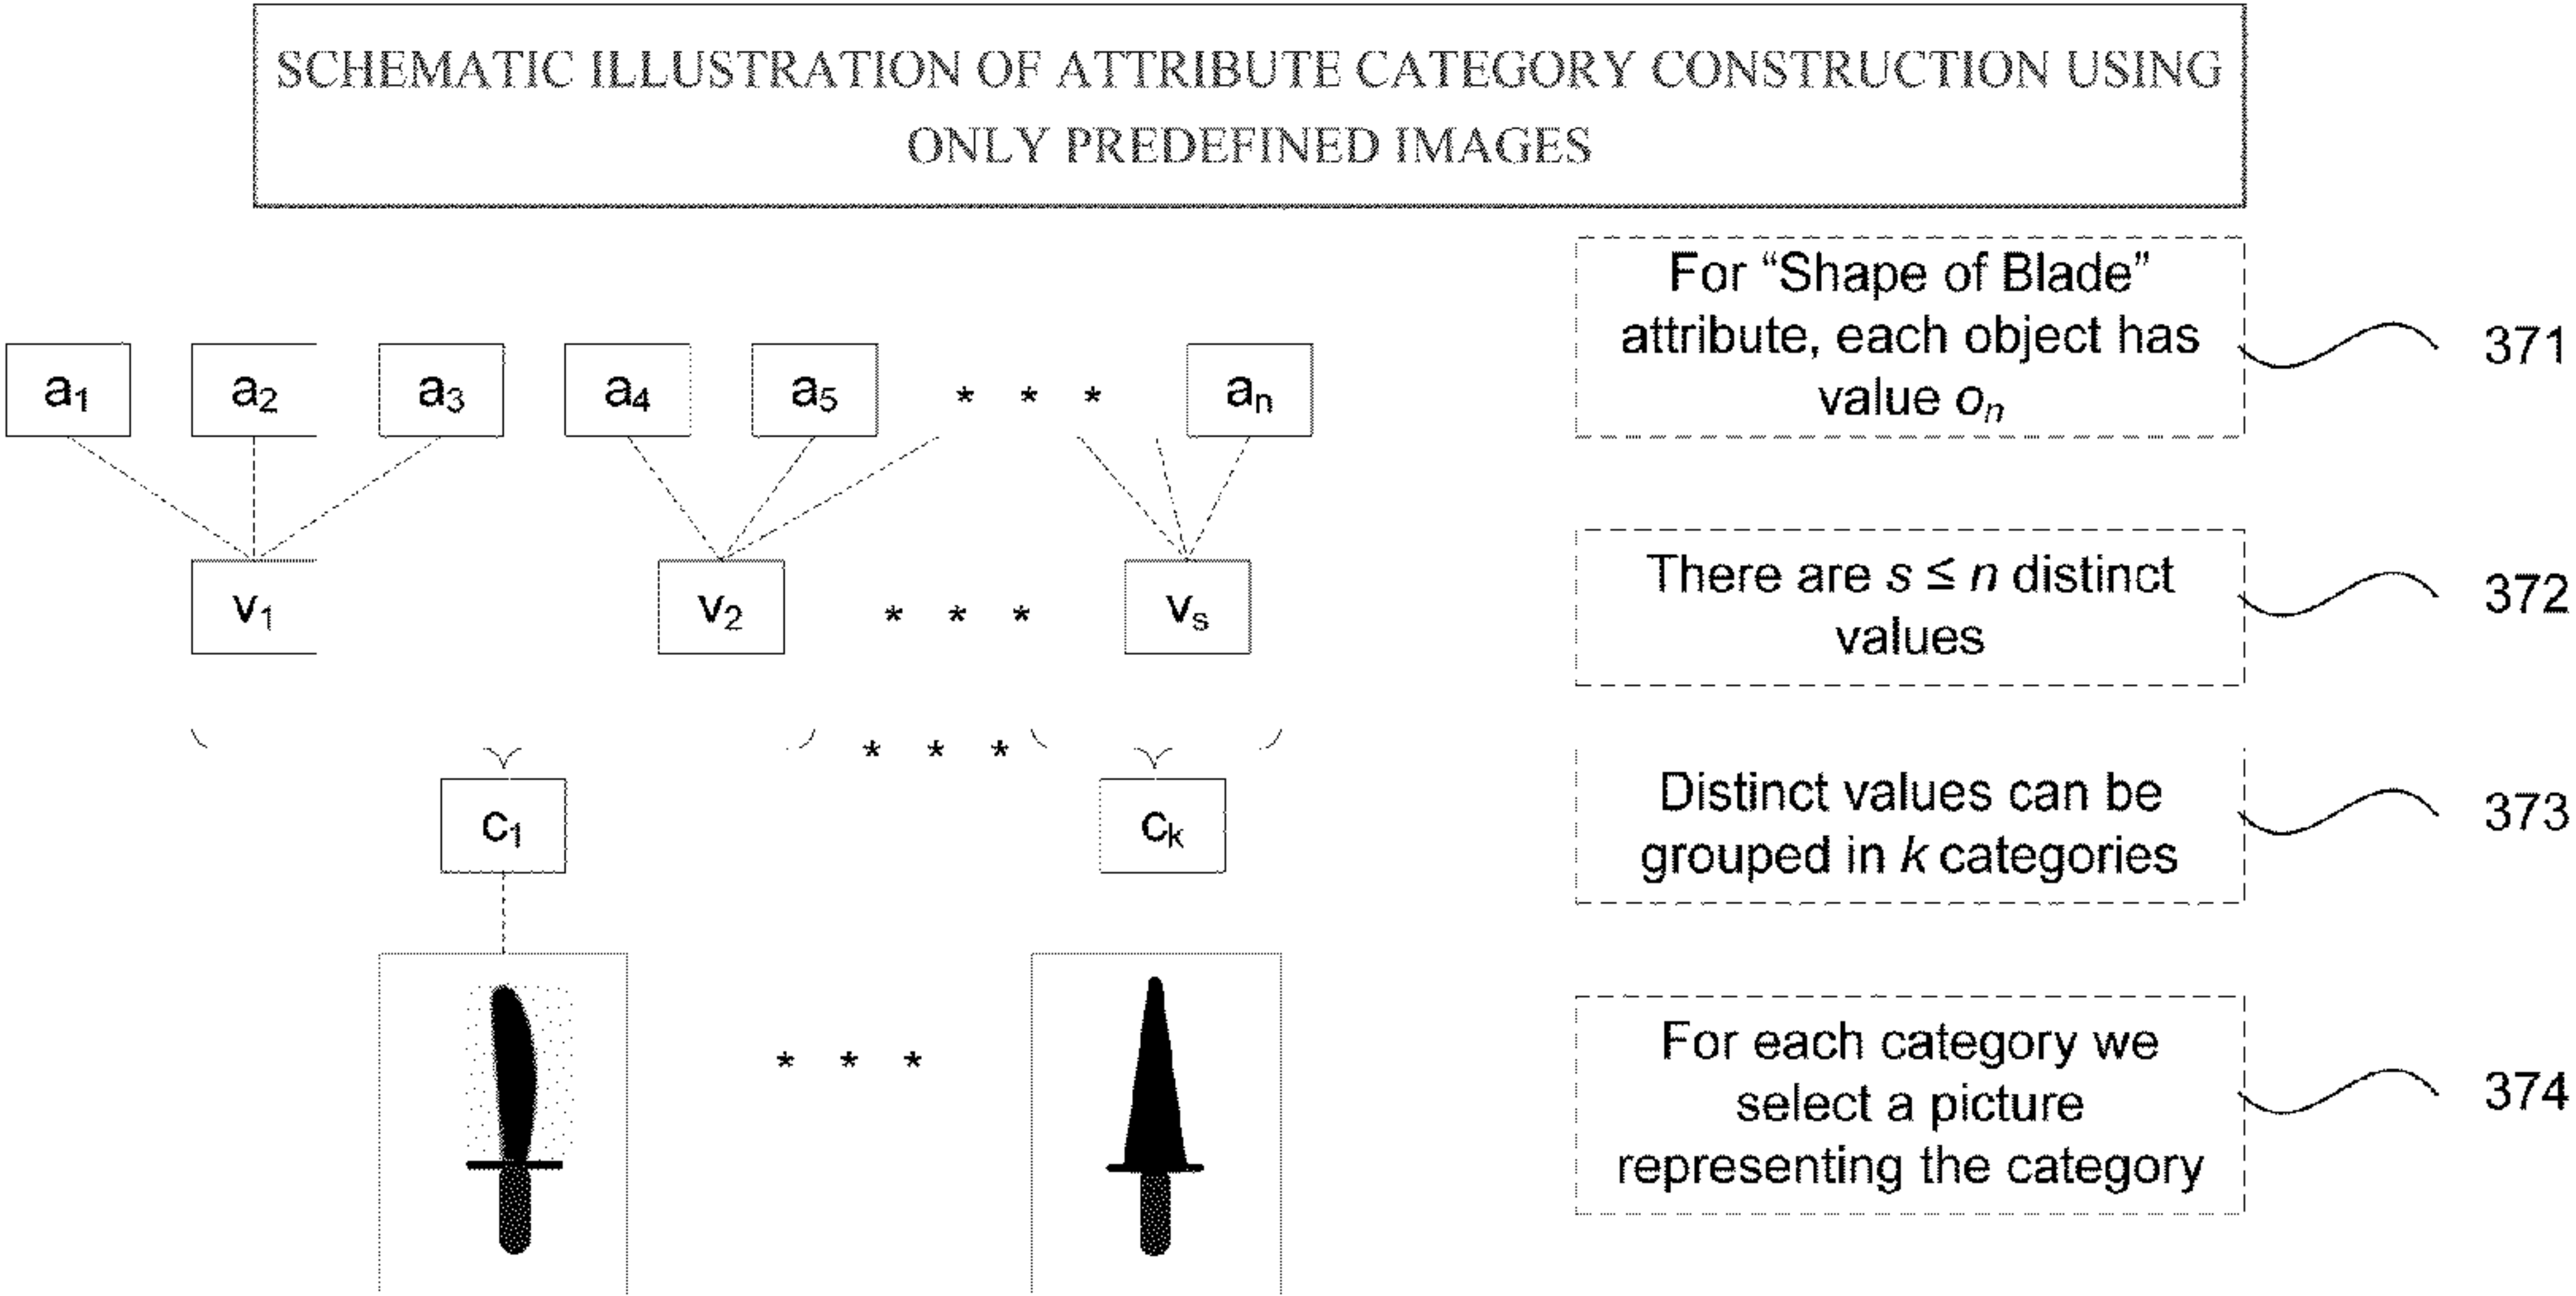 SCHEMATIC ILLUSTRATION OF ATTRIBUTE CATEGORY CONSTRUCTION USING
ONLY PREDEFINED IMAGES
For “Shape of Blade”
attribute, each object has
value oₙ
371
a₁ a₂ a₃ a₄ a₅ * * * aₙ
There are s ≤ n distinct
values
372
v₁ v₂ * * * vₛ
* * *
Distinct values can be
grouped in k categories
373
c₁ cₖ
For each category we
select a picture
representing the category
374
* * *